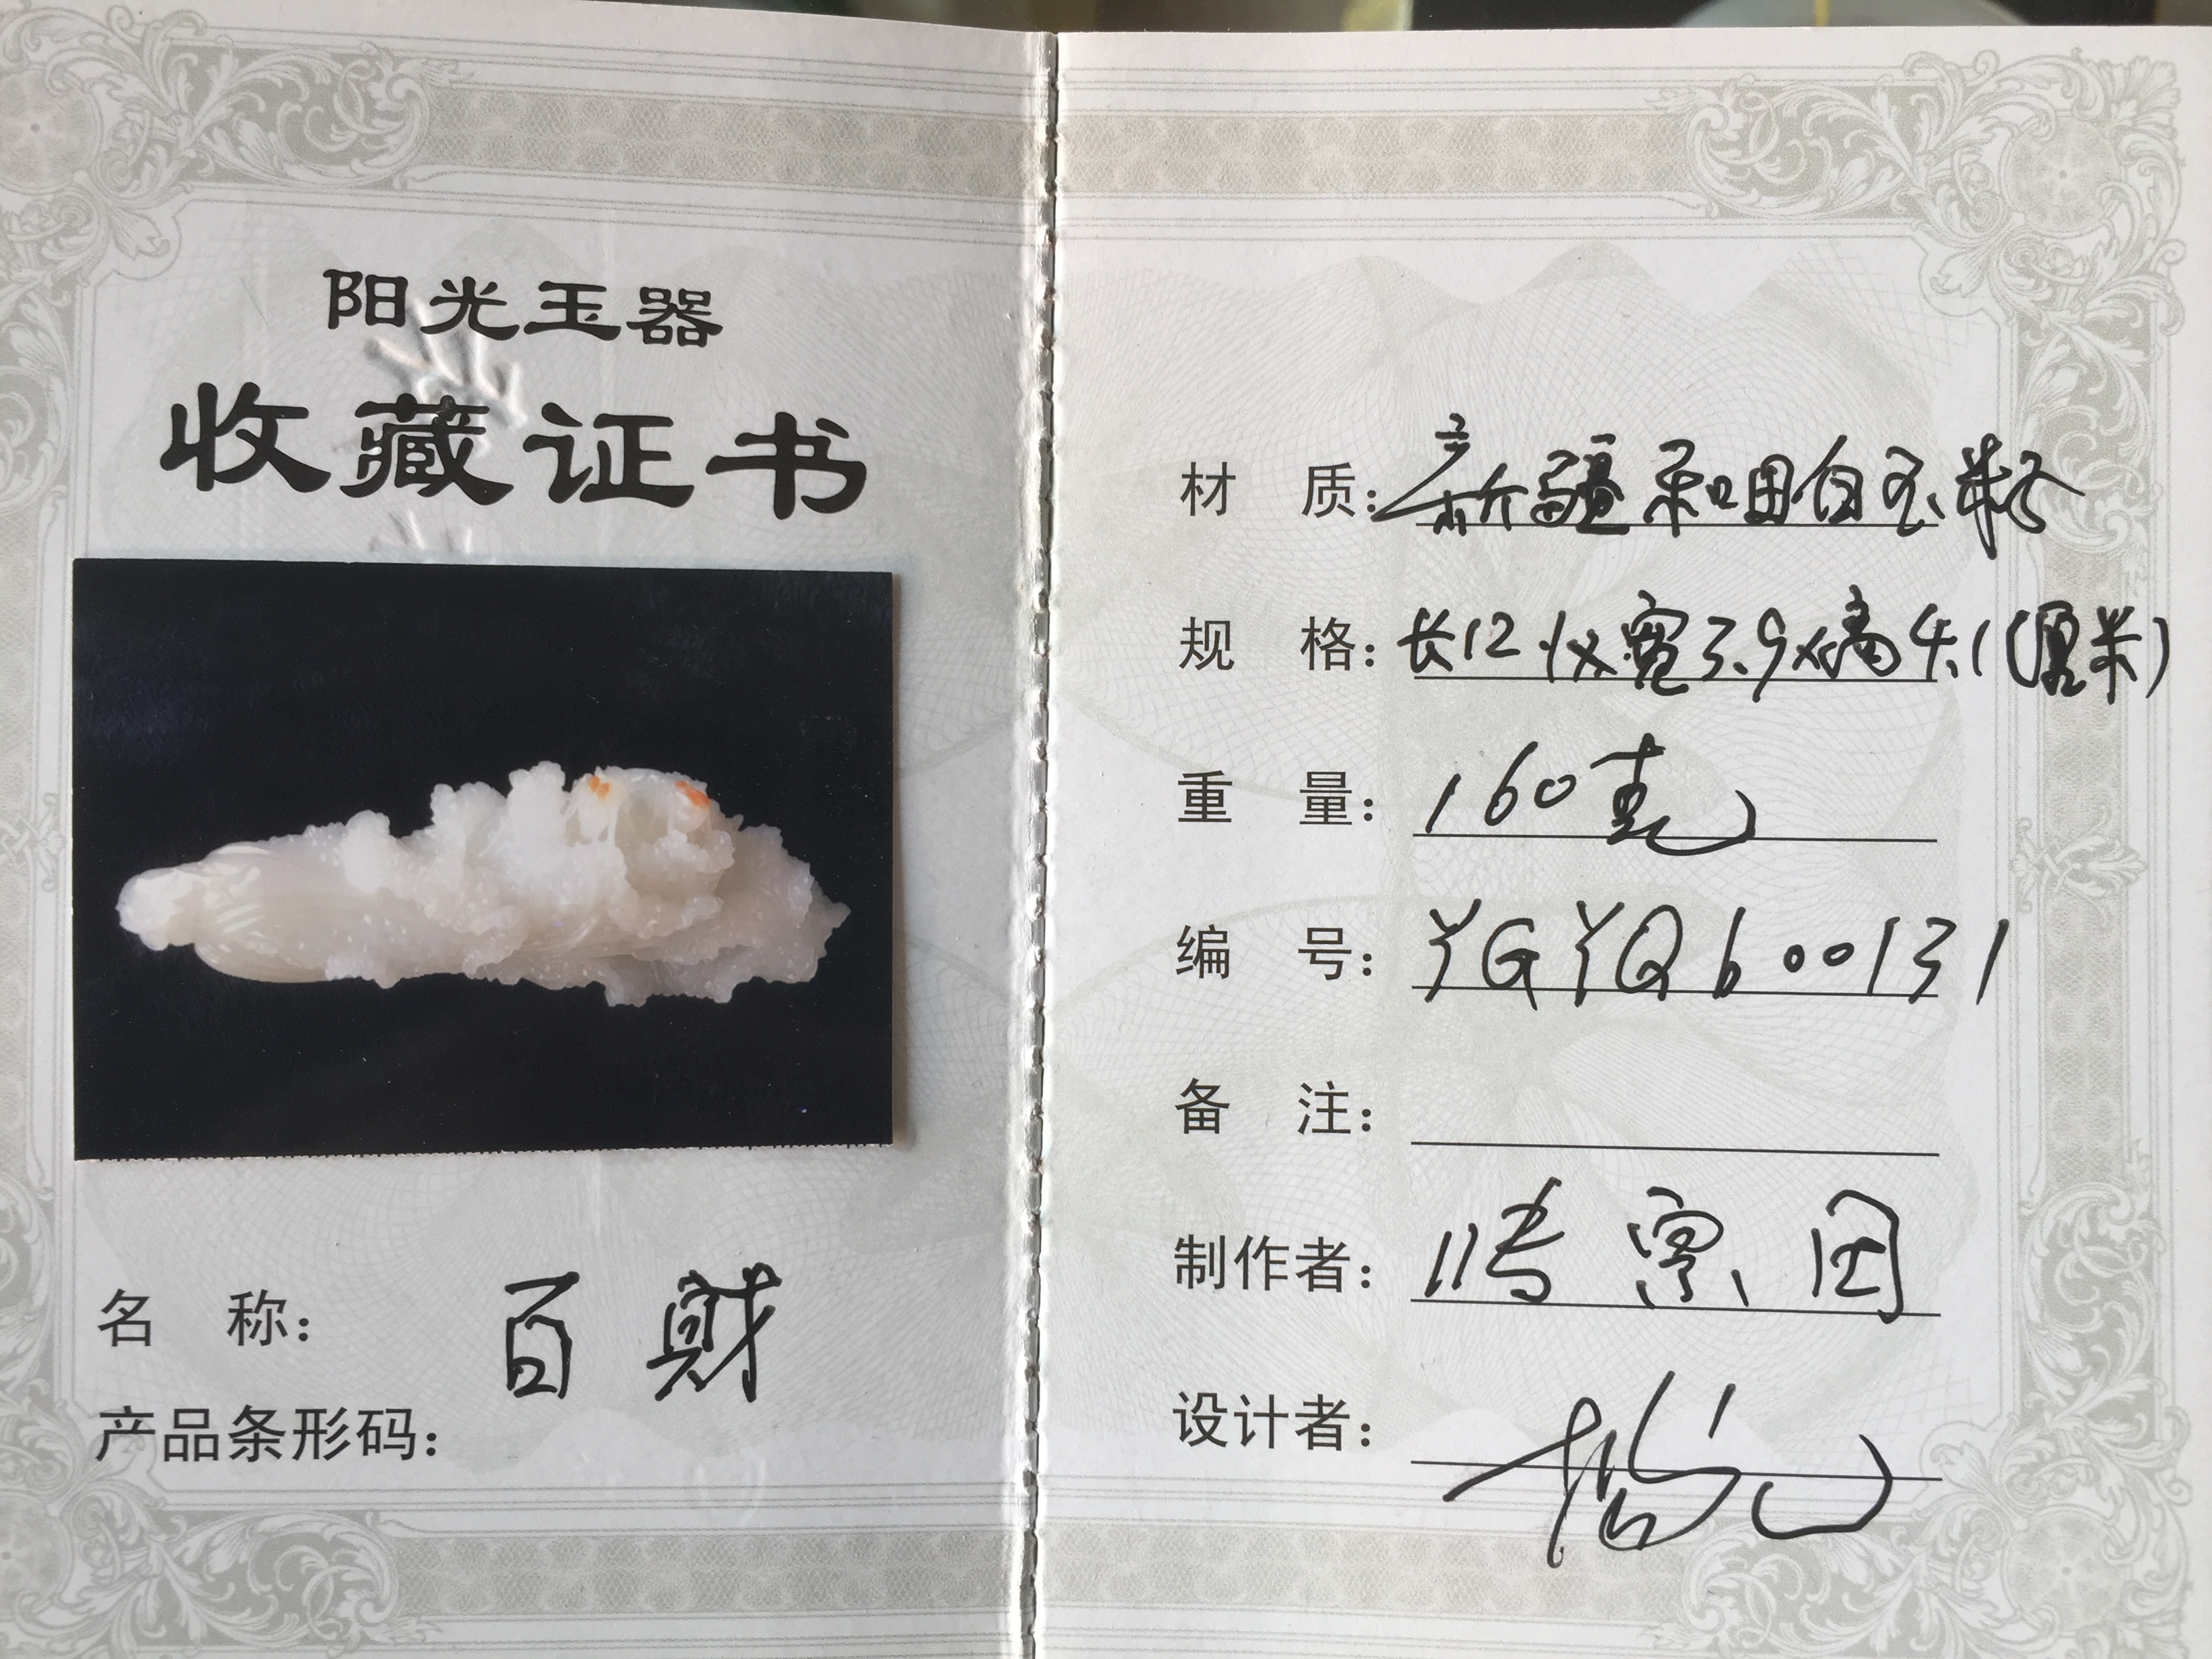 阳光玉器
收藏证书
名 称： 百财
产品条形码：
材 质： 新疆和田白玉籽
规 格： 长12×宽3.9×高4.1(厘米)
重 量： 160克
编 号： YGYQ600131
备 注：
制作者：
设计者：